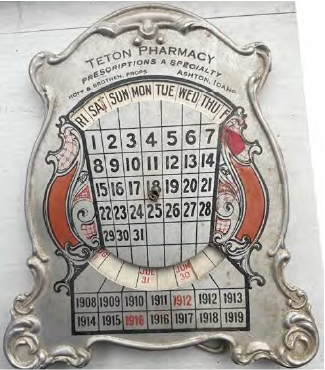 TETON PHARMACY
PRESCRIPTIONS A SPECIALTY
& BROTHEN, PROPS. ASHTON, IDAHO
RI SAT SUN MON TUE WED THU
1 2 3 4 5 6 7
8 9 10 11 12 13 14
15 16 17 18 19 20 21
22 23 24 25 26 27 28
29 30 31
JUL 31 JUN 30
1908 1909 1910 1911 1912 1912 1913
1914 1915 1916 1916 1917 1918 1919